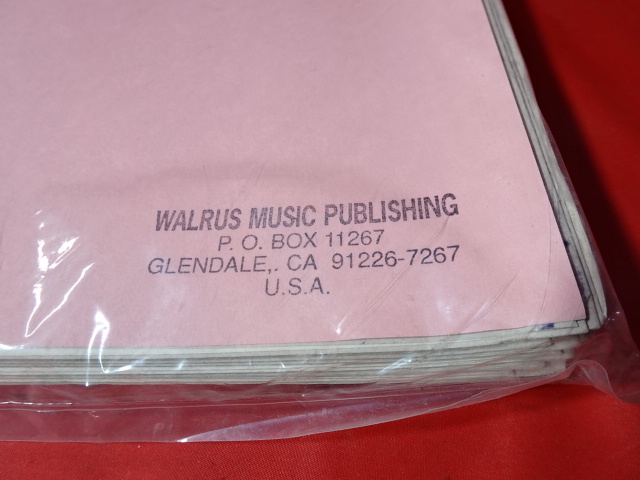 WALRUS MUSIC PUBLISHING
P. O. BOX 11267
GLENDALE,. CA 91226-7267
U.S.A.